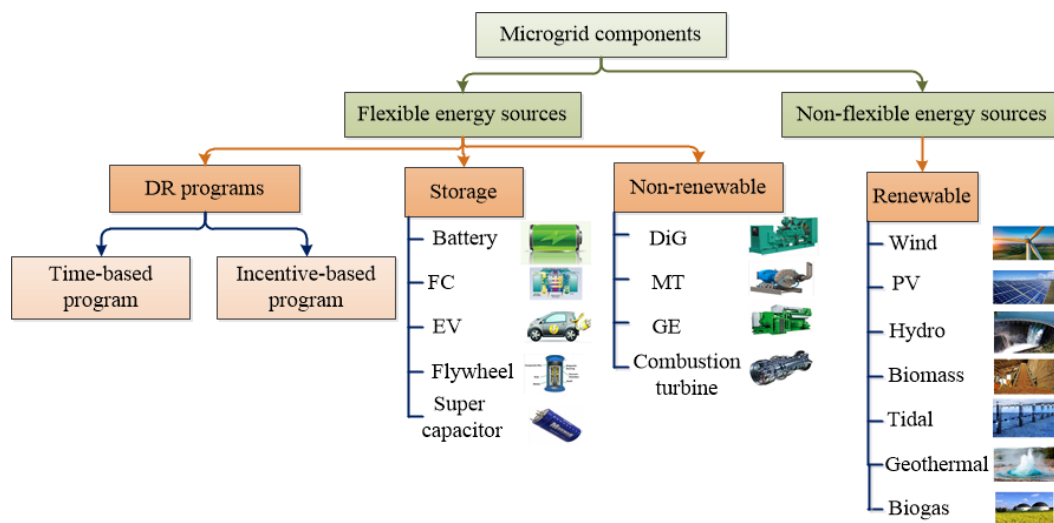 Microgrid components
Flexible energy sources
Non-flexible energy sources
DR programs
Storage
Non-renewable
Renewable
Time-based
program
Incentive-based
program
Battery
FC
EV
Flywheel
Super
capacitor
DiG
MT
GE
Combustion
turbine
Wind
PV
Hydro
Biomass
Tidal
Geothermal
Biogas